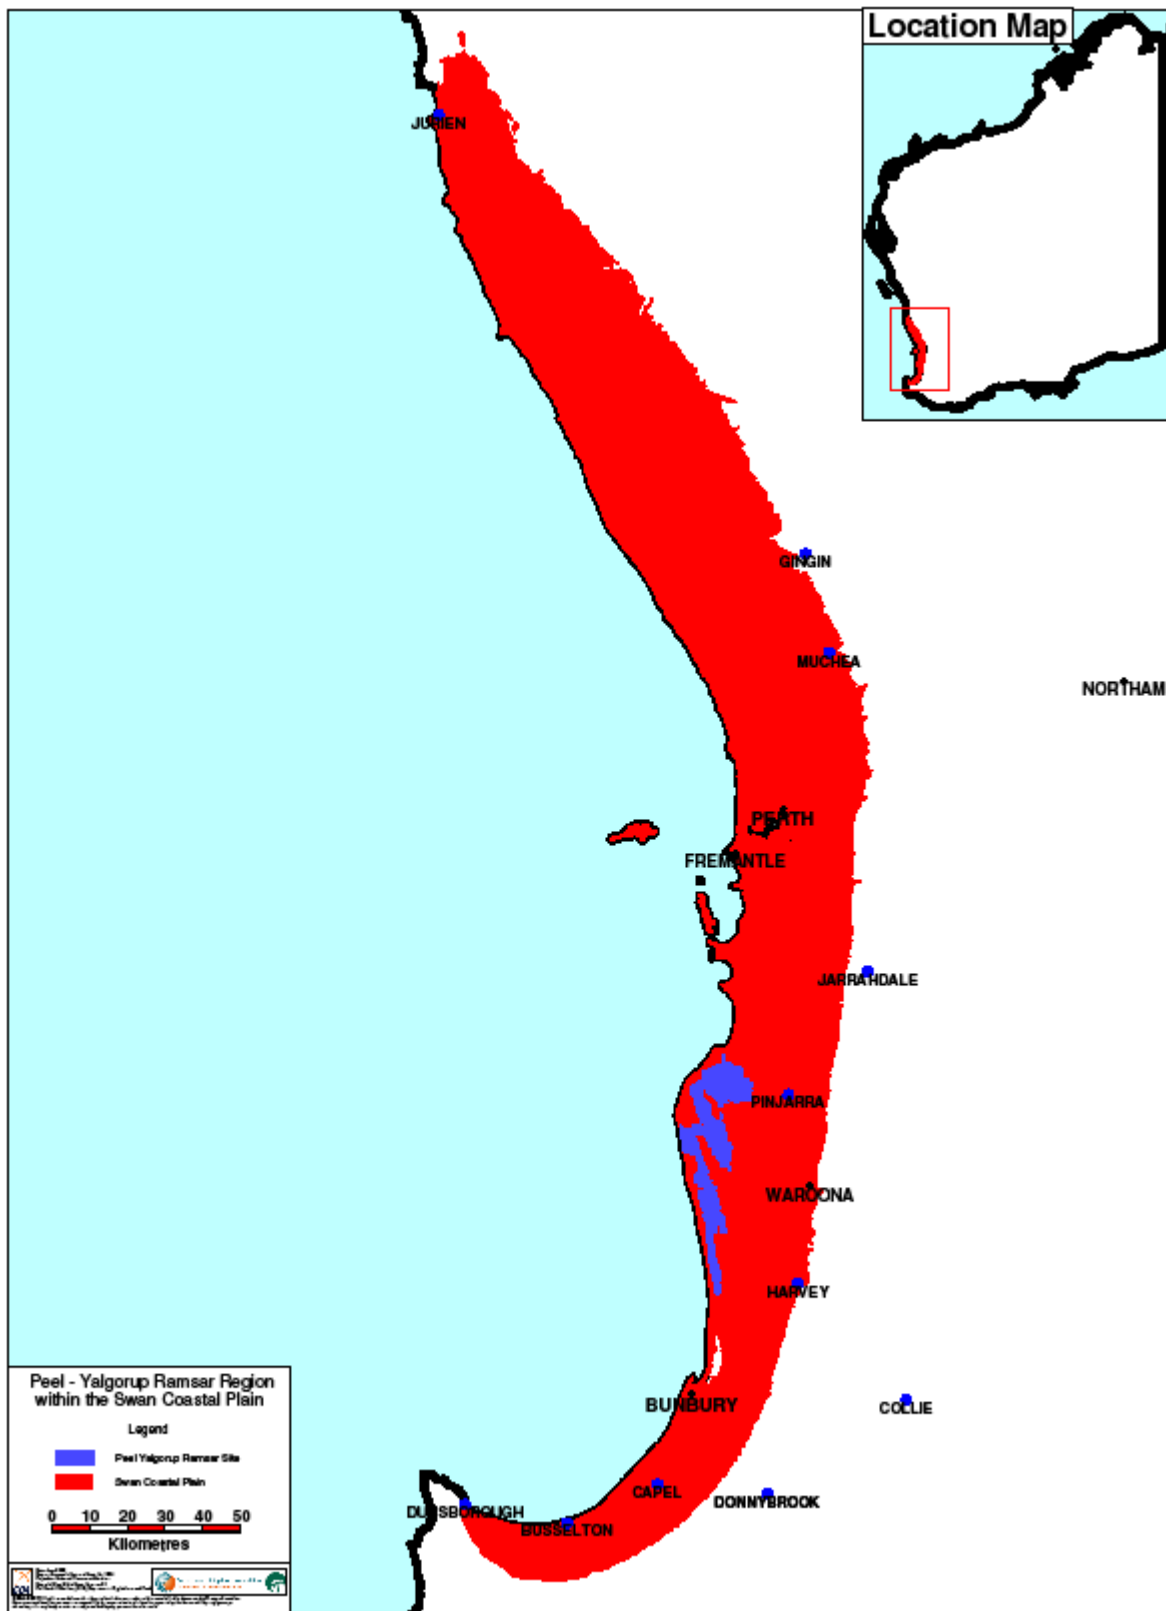 Location Map
JURIEN
GINGIN
MUCHEA
NORTHAM
PERTH
FREMANTLE
JARRAHDALE
PINJARRA
WAROONA
HARVEY
BUNBURY
COLLIE
CAPEL
DONNYBROOK
DUNSBOROUGH
BUSSELTON
Peel - Yalgorup Ramsar Region
within the Swan Coastal Plain
Legend
Peel Yalgorup Ramsar Site
Swan Coastal Plain
0 10 20 30 40 50
Kilometres